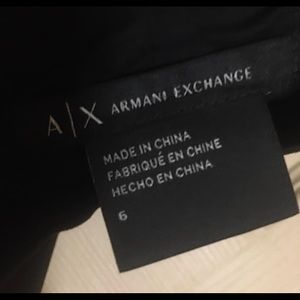 A|X ARMANI EXCHANGE
MADE IN CHINA
FABRIQUÉ EN CHINE
HECHO EN CHINA
6